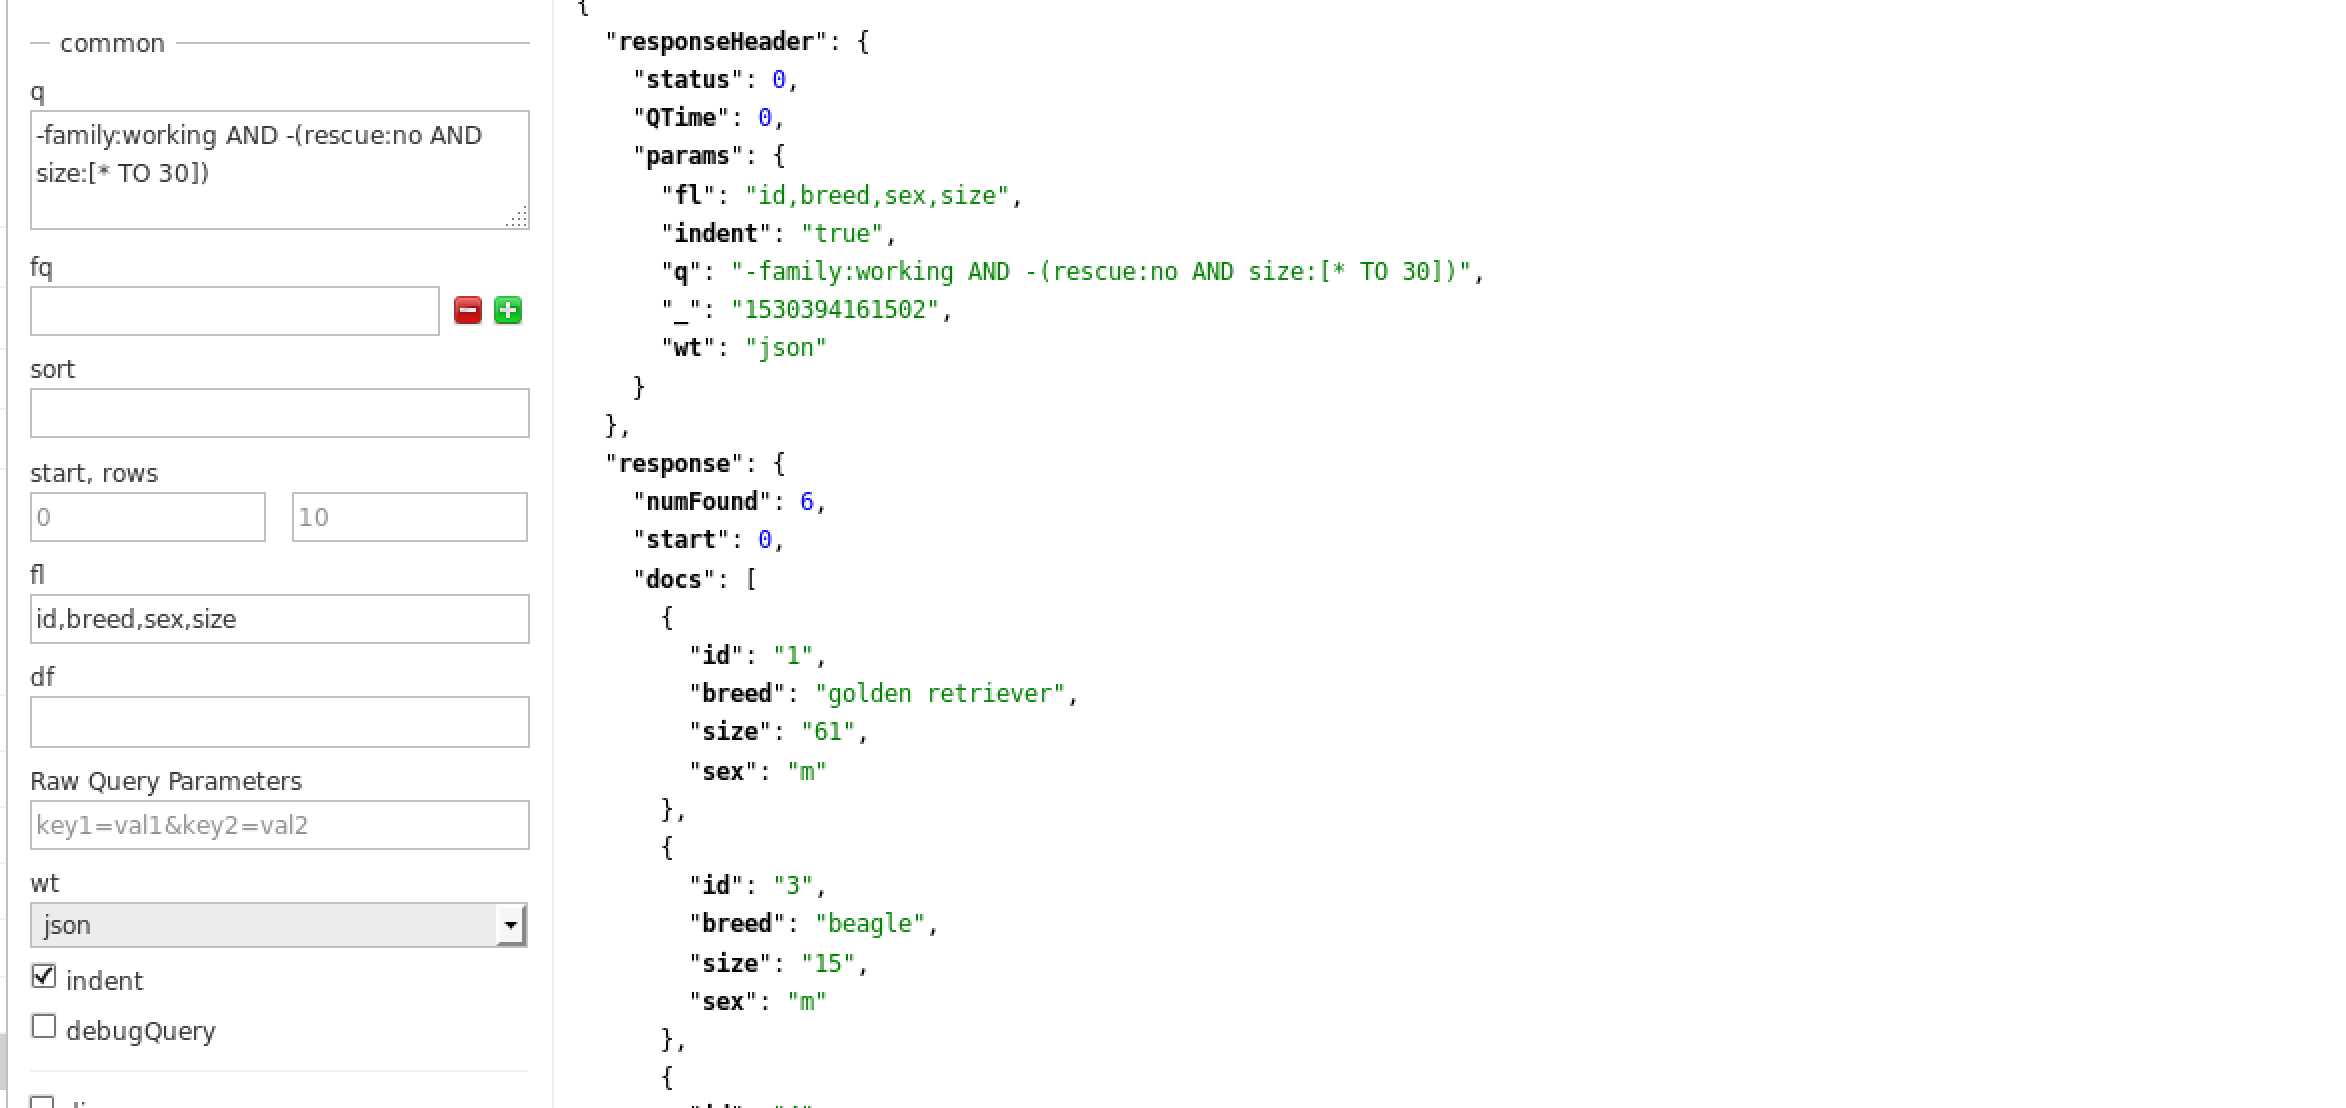 common
q
-family:working AND -(rescue:no AND
size:[* TO 30])
fq
sort
start, rows
0 10
fl
id,breed,sex,size
df
Raw Query Parameters
key1=val1&key2=val2
wt
json
indent
debugQuery
{
"responseHeader": {
"status": 0,
"QTime": 0,
"params": {
"fl": "id,breed,sex,size",
"indent": "true",
"q": "-family:working AND -(rescue:no AND size:[* TO 30])",
"_": "1530394161502",
"wt": "json"
}
},
"response": {
"numFound": 6,
"start": 0,
"docs": [
{
"id": "1",
"breed": "golden retriever",
"size": "61",
"sex": "m"
},
{
"id": "3",
"breed": "beagle",
"size": "15",
"sex": "m"
},
{